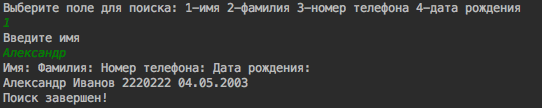 Выберите поле для поиска: 1-имя 2-фамилия 3-номер телефона 4-дата рождения
1
Введите имя
Александр
Имя: Фамилия: Номер телефона: Дата рождения:
Александр Иванов 2220222 04.05.2003
Поиск завершен!